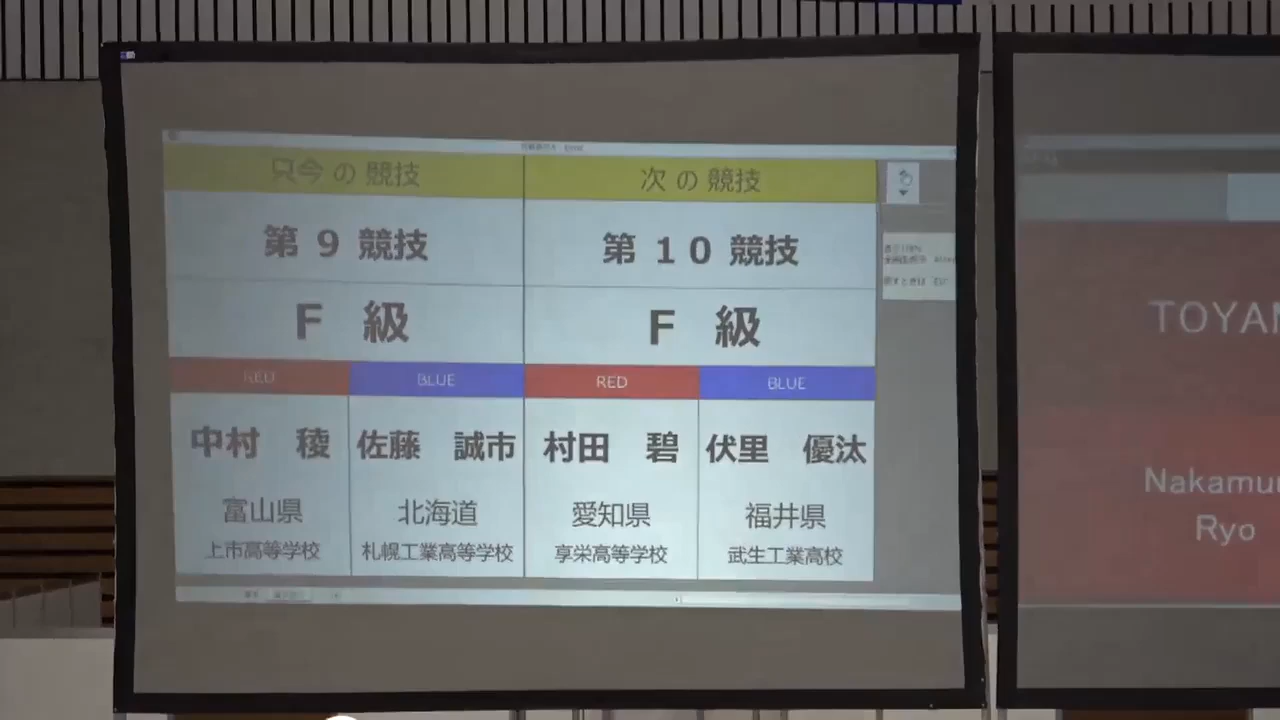 只今の競技
次の競技
第９競技
第１０競技
F 級
F 級
RED
BLUE
RED
BLUE
中村 稜
佐藤 誠市
村田 碧
伏里 優汰
富山県
北海道
愛知県
福井県
上市高等学校
札幌工業高等学校
享栄高等学校
武生工業高校
TOYAM
Nakamur
Ryo